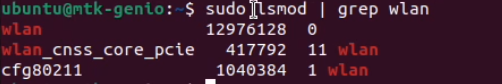 ubuntu@mtk-genio:~$ sudo lsmod | grep wlan
wlan 12976128 0
wlan_cnss_core_pcie 417792 11 wlan
cfg80211 1040384 1 wlan